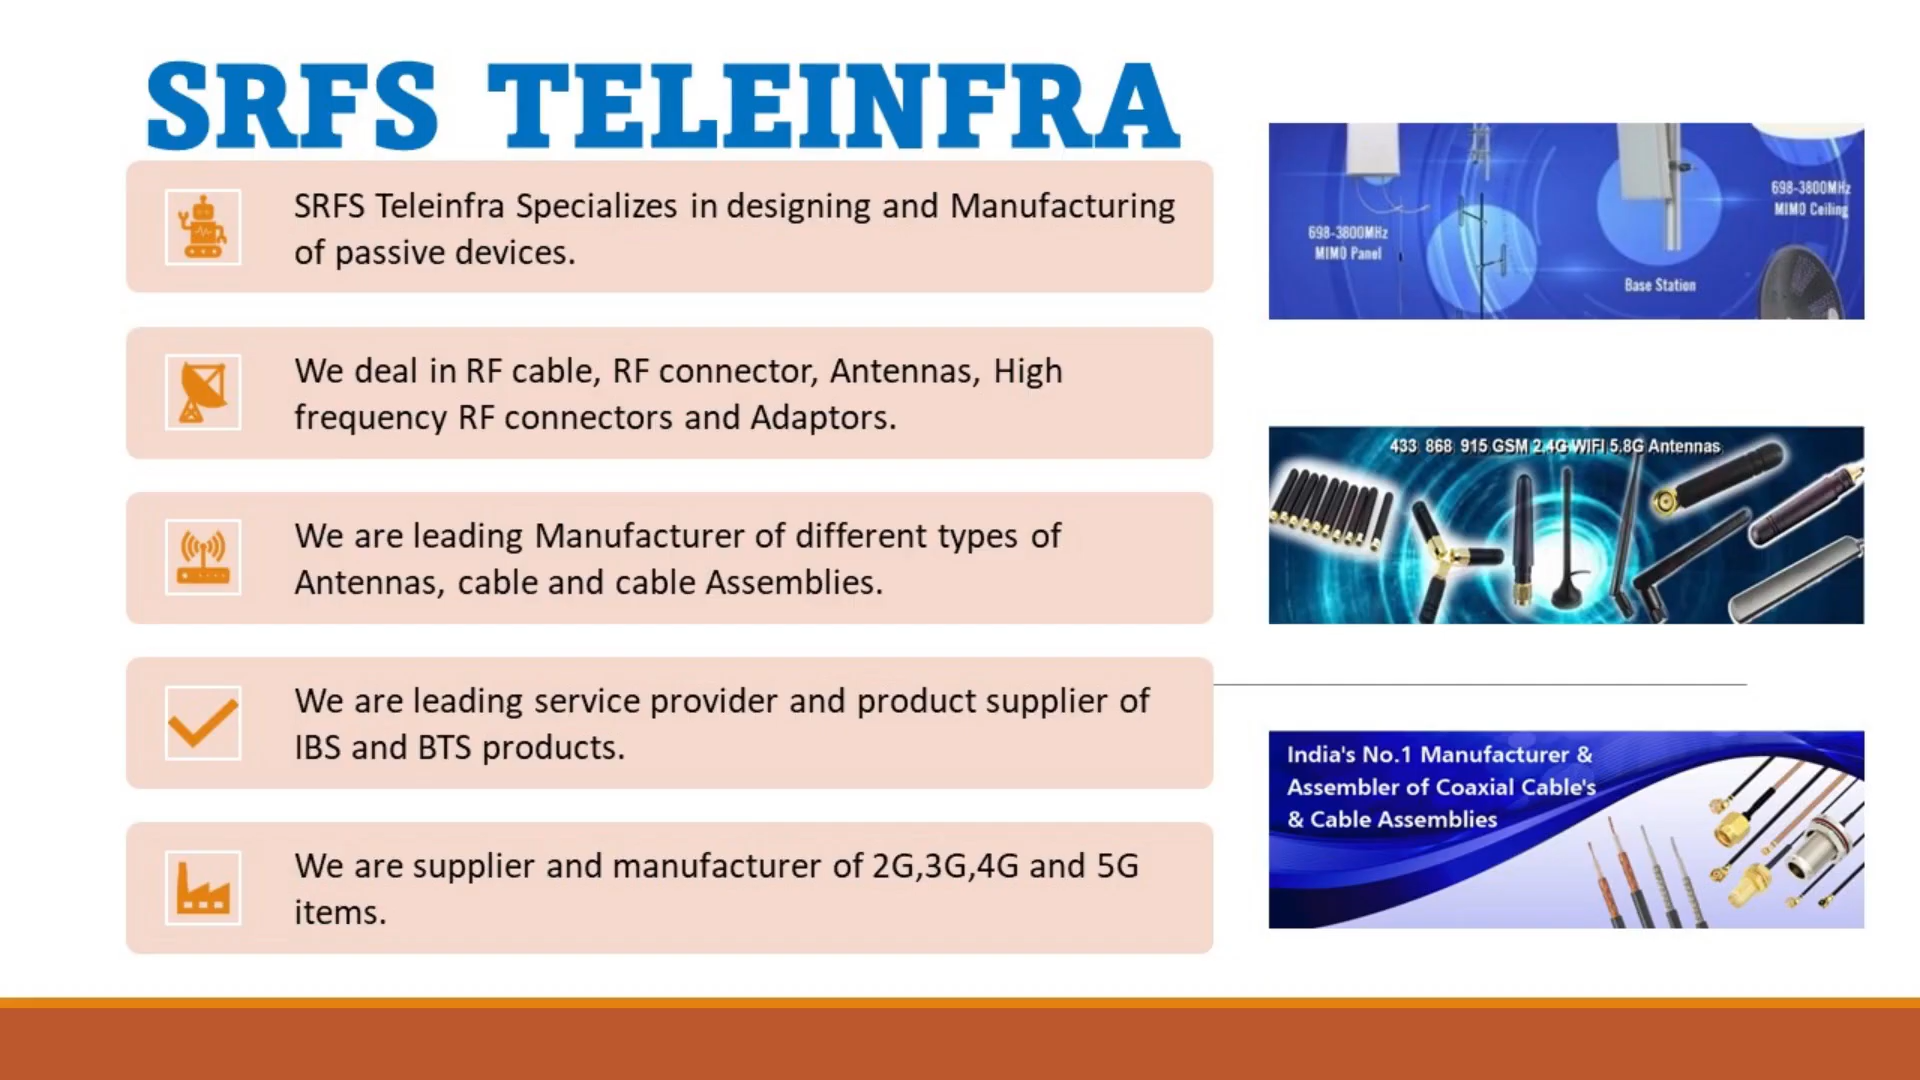 SRFS TELEINFRA
SRFS Teleinfra Specializes in designing and Manufacturing
of passive devices.
We deal in RF cable, RF connector, Antennas, High
frequency RF connectors and Adaptors.
We are leading Manufacturer of different types of
Antennas, cable and cable Assemblies.
We are leading service provider and product supplier of
IBS and BTS products.
We are supplier and manufacturer of 2G,3G,4G and 5G
items.
698-3800MHz
MIMO Panel
Base Station
698-3800MHz
MIMO Ceiling
433 868 915 GSM 2.4G WIFI 5.8G Antennas
India's No.1 Manufacturer &
Assembler of Coaxial Cable's
& Cable Assemblies